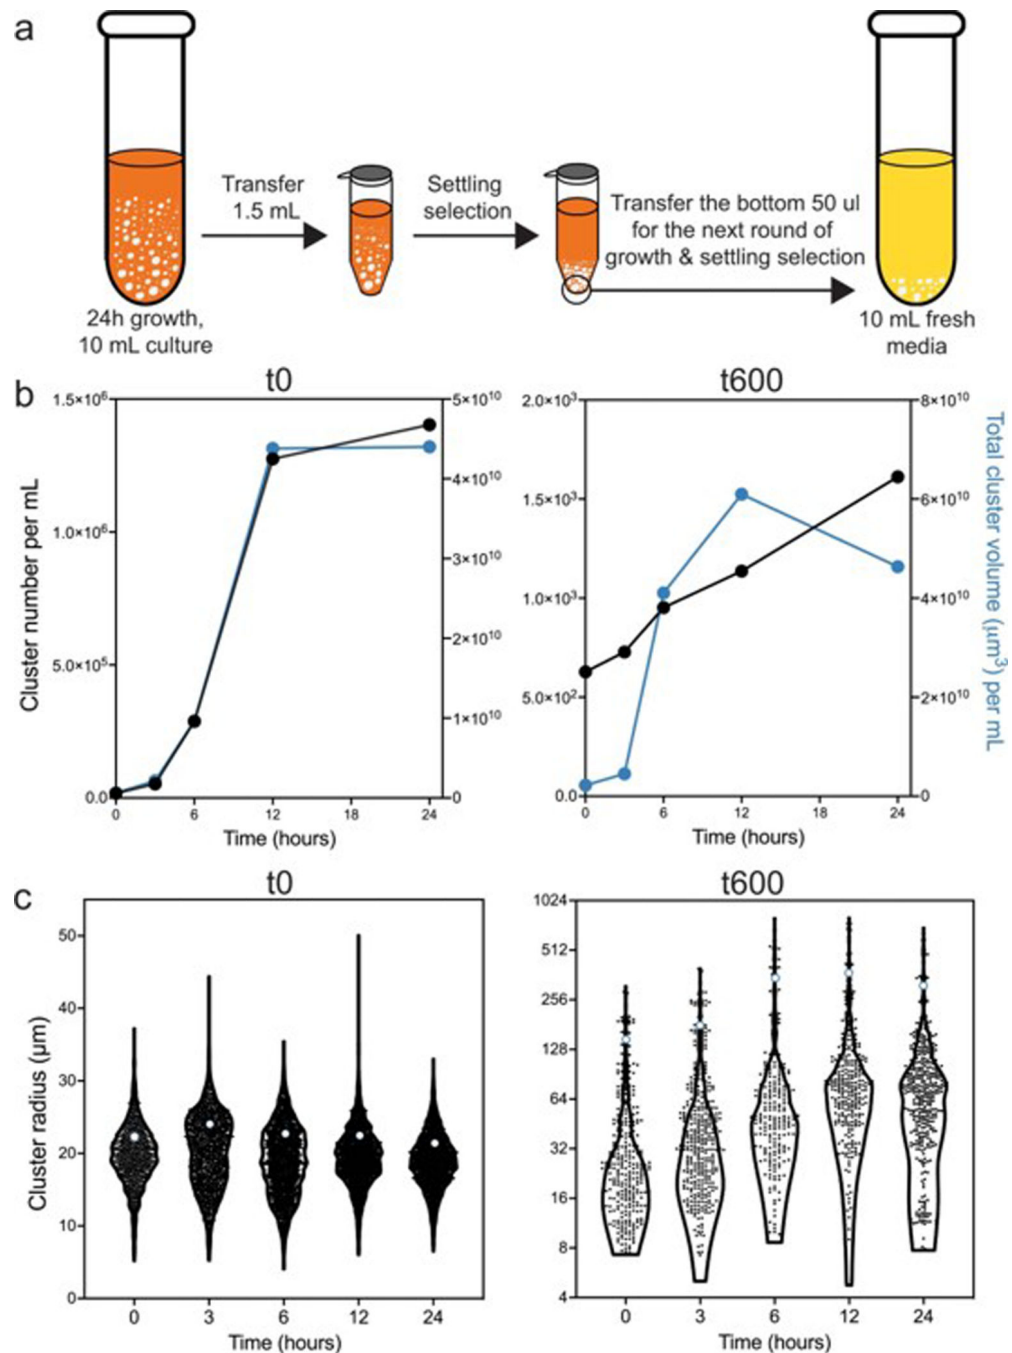 a
Transfer
1.5 mL
Settling
selection
Transfer the bottom 50 ul
for the next round of
growth & settling selection
24h growth,
10 mL culture
10 mL fresh
media
b
t0
1.5×10⁶
1.0×10⁶
5.0×10⁵
0.0
Cluster number per mL
5×10¹⁰
4×10¹⁰
3×10¹⁰
2×10¹⁰
1×10¹⁰
0
0 6 12 18 24
Time (hours)
t600
2.0×10³
1.5×10³
1.0×10³
5.0×10²
0.0
8×10¹⁰
6×10¹⁰
4×10¹⁰
2×10¹⁰
0
Total cluster volume (μm³) per mL
0 6 12 18 24
Time (hours)
c
t0
Cluster radius (μm)
50
40
30
20
10
0
0 3 6 12 24
Time (hours)
t600
1024
512
256
128
64
32
16
8
4
0 3 6 12 24
Time (hours)